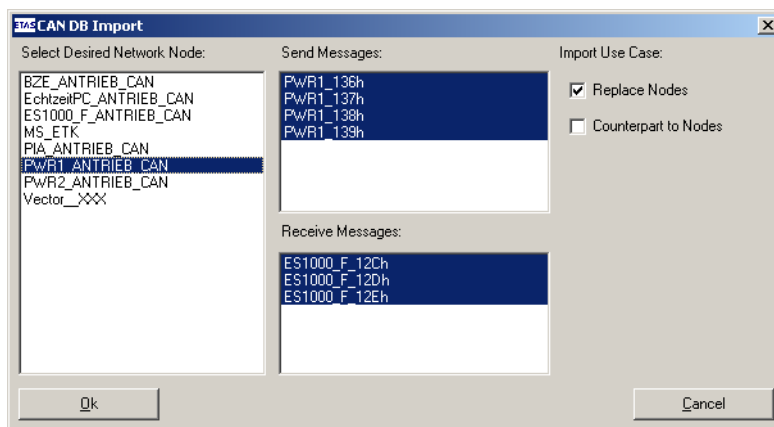 ETAS CAN DB Import
Select Desired Network Node:
BZE_ANTRIEB_CAN
EchtzeitPC_ANTRIEB_CAN
ES1000_F_ANTRIEB_CAN
MS_ETK
PIA_ANTRIEB_CAN
PWR1_ANTRIEB_CAN
PWR2_ANTRIEB_CAN
Vector__XXX
Send Messages:
PWR1_136h
PWR1_137h
PWR1_138h
PWR1_139h
Receive Messages:
ES1000_F_12Ch
ES1000_F_12Dh
ES1000_F_12Eh
Import Use Case:
Replace Nodes
Counterpart to Nodes
Ok
Cancel